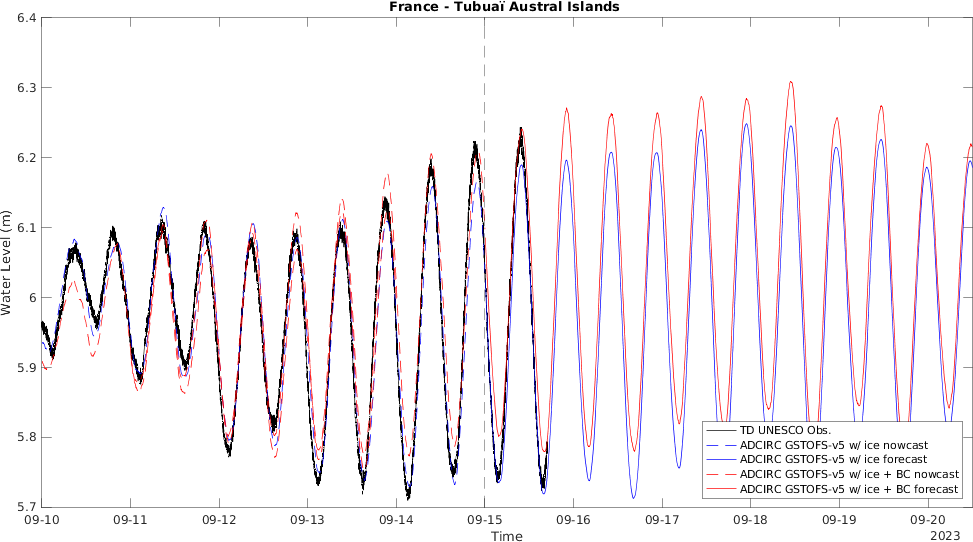 France - Tubuaï Austral Islands
6.4
6.3
6.2
6.1
6
5.9
5.8
5.7
Water Level (m)
TD UNESCO Obs.
ADCIRC GSTOFS-v5 w/ ice nowcast
ADCIRC GSTOFS-v5 w/ ice forecast
ADCIRC GSTOFS-v5 w/ ice + BC nowcast
ADCIRC GSTOFS-v5 w/ ice + BC forecast
09-10 09-11 09-12 09-13 09-14 09-15 09-16 09-17 09-18 09-19 09-20
Time
2023